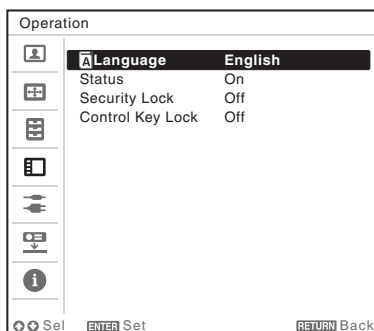 Operation
A Language English
Status On
Security Lock Off
Control Key Lock Off
Sel ENTER Set RETURN Back